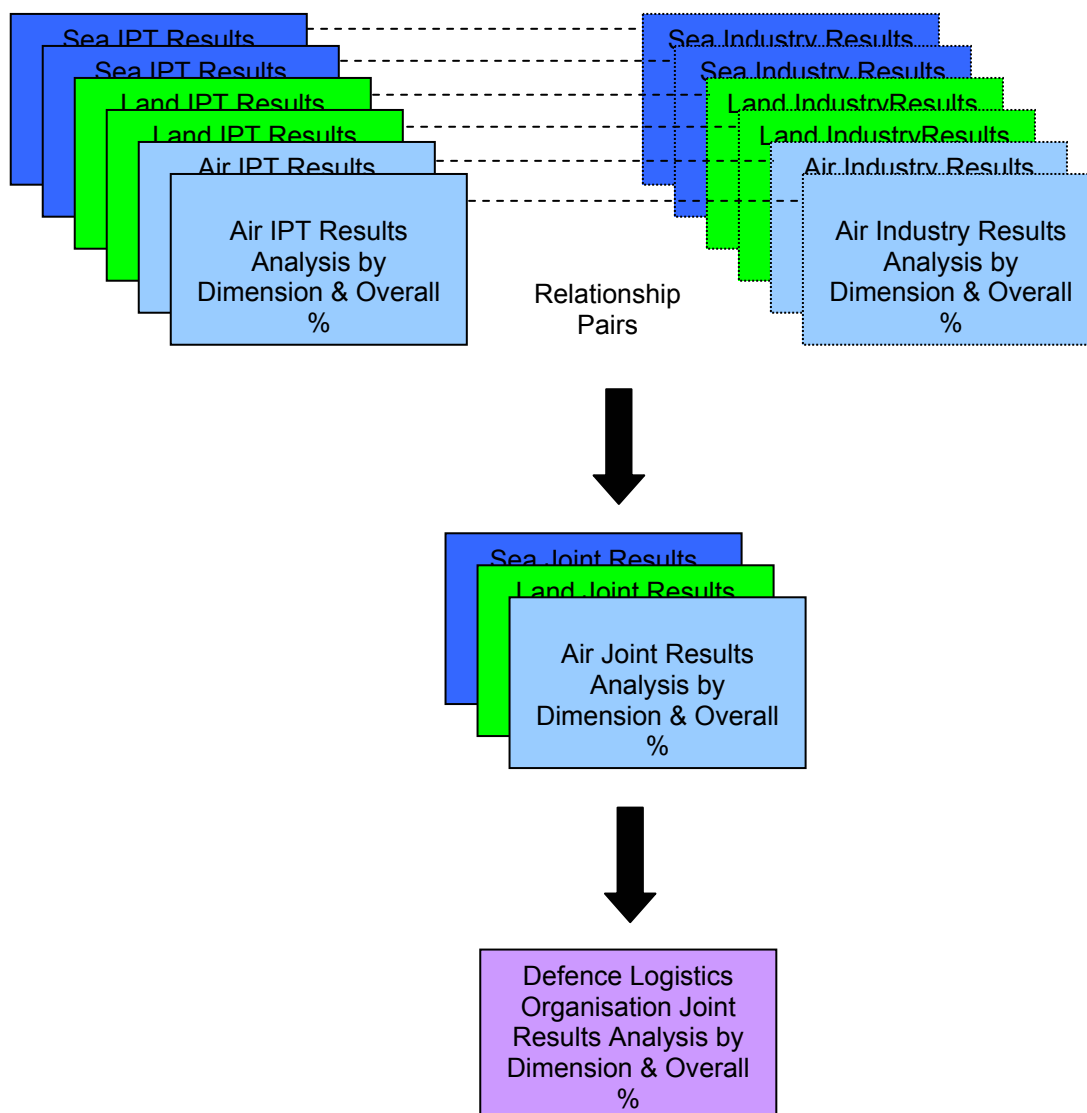 Sea IPT Results
Sea IPT Results
Land IPT Results
Land IPT Results
Air IPT Results
Air IPT Results
Analysis by
Dimension & Overall
%
Sea Industry Results
Sea Industry Results
Land IndustryResults
Land IndustryResults
Air Industry Results
Air Industry Results
Analysis by
Dimension & Overall
%
Relationship
Pairs
Sea Joint Results
Land Joint Results
Air Joint Results
Analysis by
Dimension & Overall
%
Defence Logistics
Organisation Joint
Results Analysis by
Dimension & Overall
%